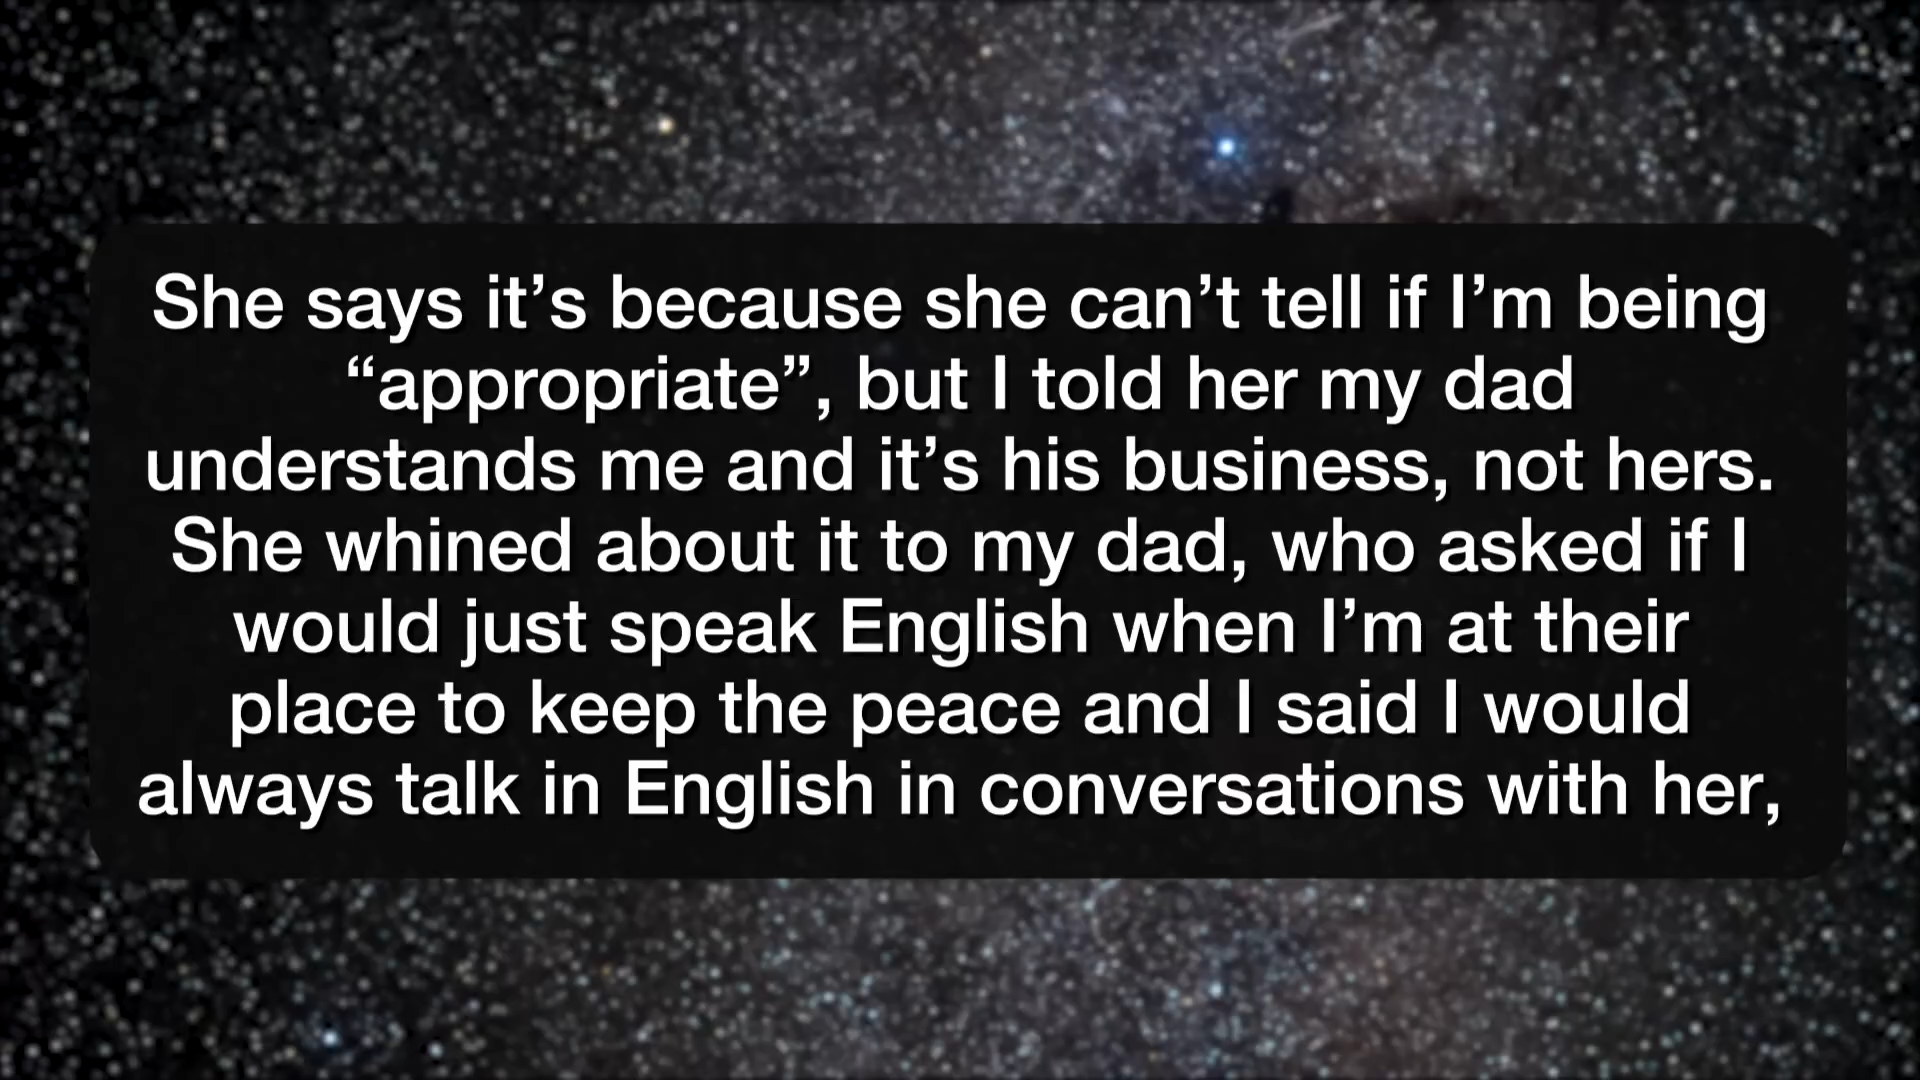 She says it’s because she can’t tell if I’m being
“appropriate”, but I told her my dad
understands me and it’s his business, not hers.
She whined about it to my dad, who asked if I
would just speak English when I’m at their
place to keep the peace and I said I would
always talk in English in conversations with her,